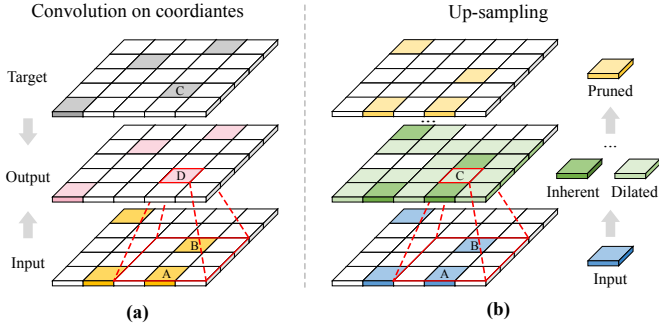 Convolution on coordiantes
Up-sampling
Target
C
Pruned
...
...
Output
D
C
Inherent
Dilated
Input
B
A
B
A
Input
(a)
(b)